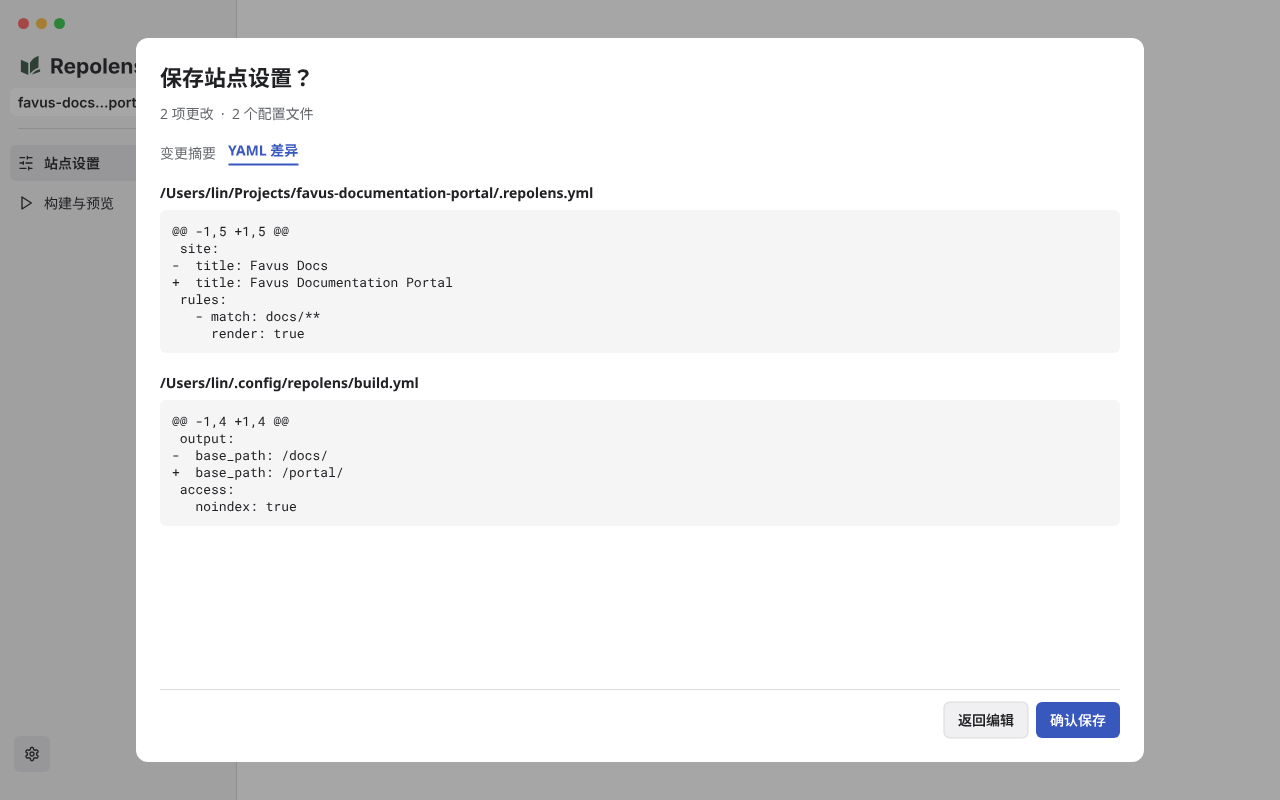 Repolens
favus-docs...port
站点设置
构建与预览
保存站点设置？
2 项更改 · 2 个配置文件
变更摘要 YAML 差异
/Users/lin/Projects/favus-documentation-portal/.repolens.yml
@@ -1,5 +1,5 @@
 site:
-  title: Favus Docs
+  title: Favus Documentation Portal
 rules:
   - match: docs/**
     render: true
/Users/lin/.config/repolens/build.yml
@@ -1,4 +1,4 @@
 output:
-  base_path: /docs/
+  base_path: /portal/
 access:
   noindex: true
返回编辑 确认保存